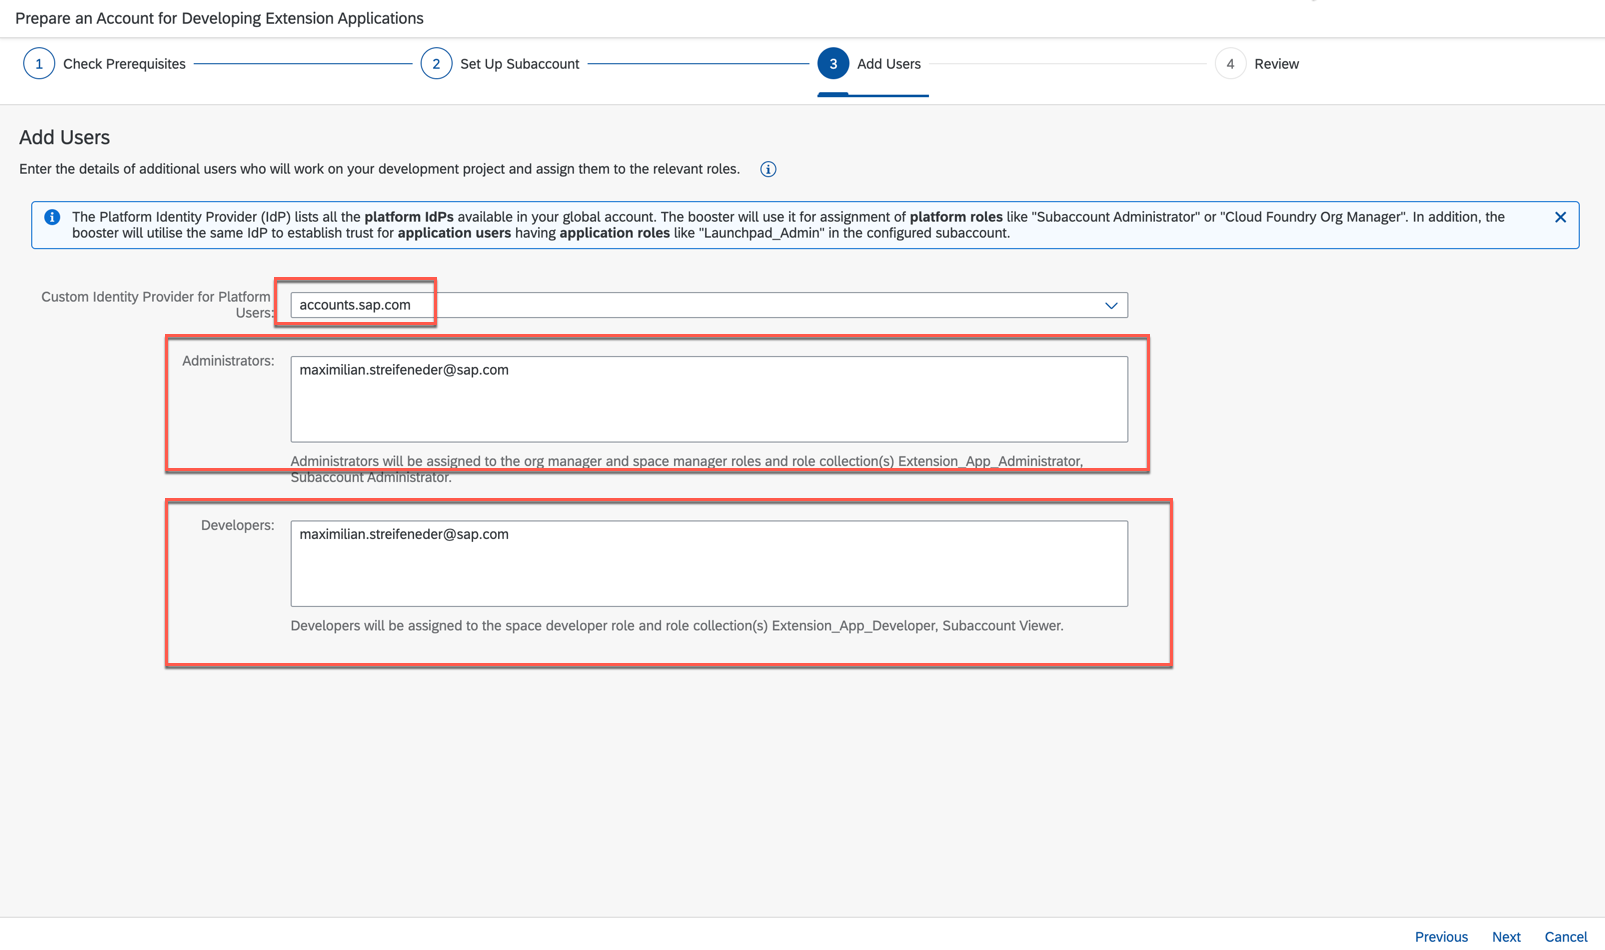 Prepare an Account for Developing Extension Applications
1 Check Prerequisites
2 Set Up Subaccount
3 Add Users
4 Review
Add Users
Enter the details of additional users who will work on your development project and assign them to the relevant roles.
The Platform Identity Provider (IdP) lists all the platform IdPs available in your global account. The booster will use it for assignment of platform roles like "Subaccount Administrator" or "Cloud Foundry Org Manager". In addition, the
booster will utilise the same IdP to establish trust for application users having application roles like "Launchpad_Admin" in the configured subaccount.
Custom Identity Provider for Platform
Users:
accounts.sap.com
Administrators:
maximilian.streifeneder@sap.com
Administrators will be assigned to the org manager and space manager roles and role collection(s) Extension_App_Administrator,
Subaccount Administrator.
Developers:
maximilian.streifeneder@sap.com
Developers will be assigned to the space developer role and role collection(s) Extension_App_Developer, Subaccount Viewer.
Previous
Next
Cancel